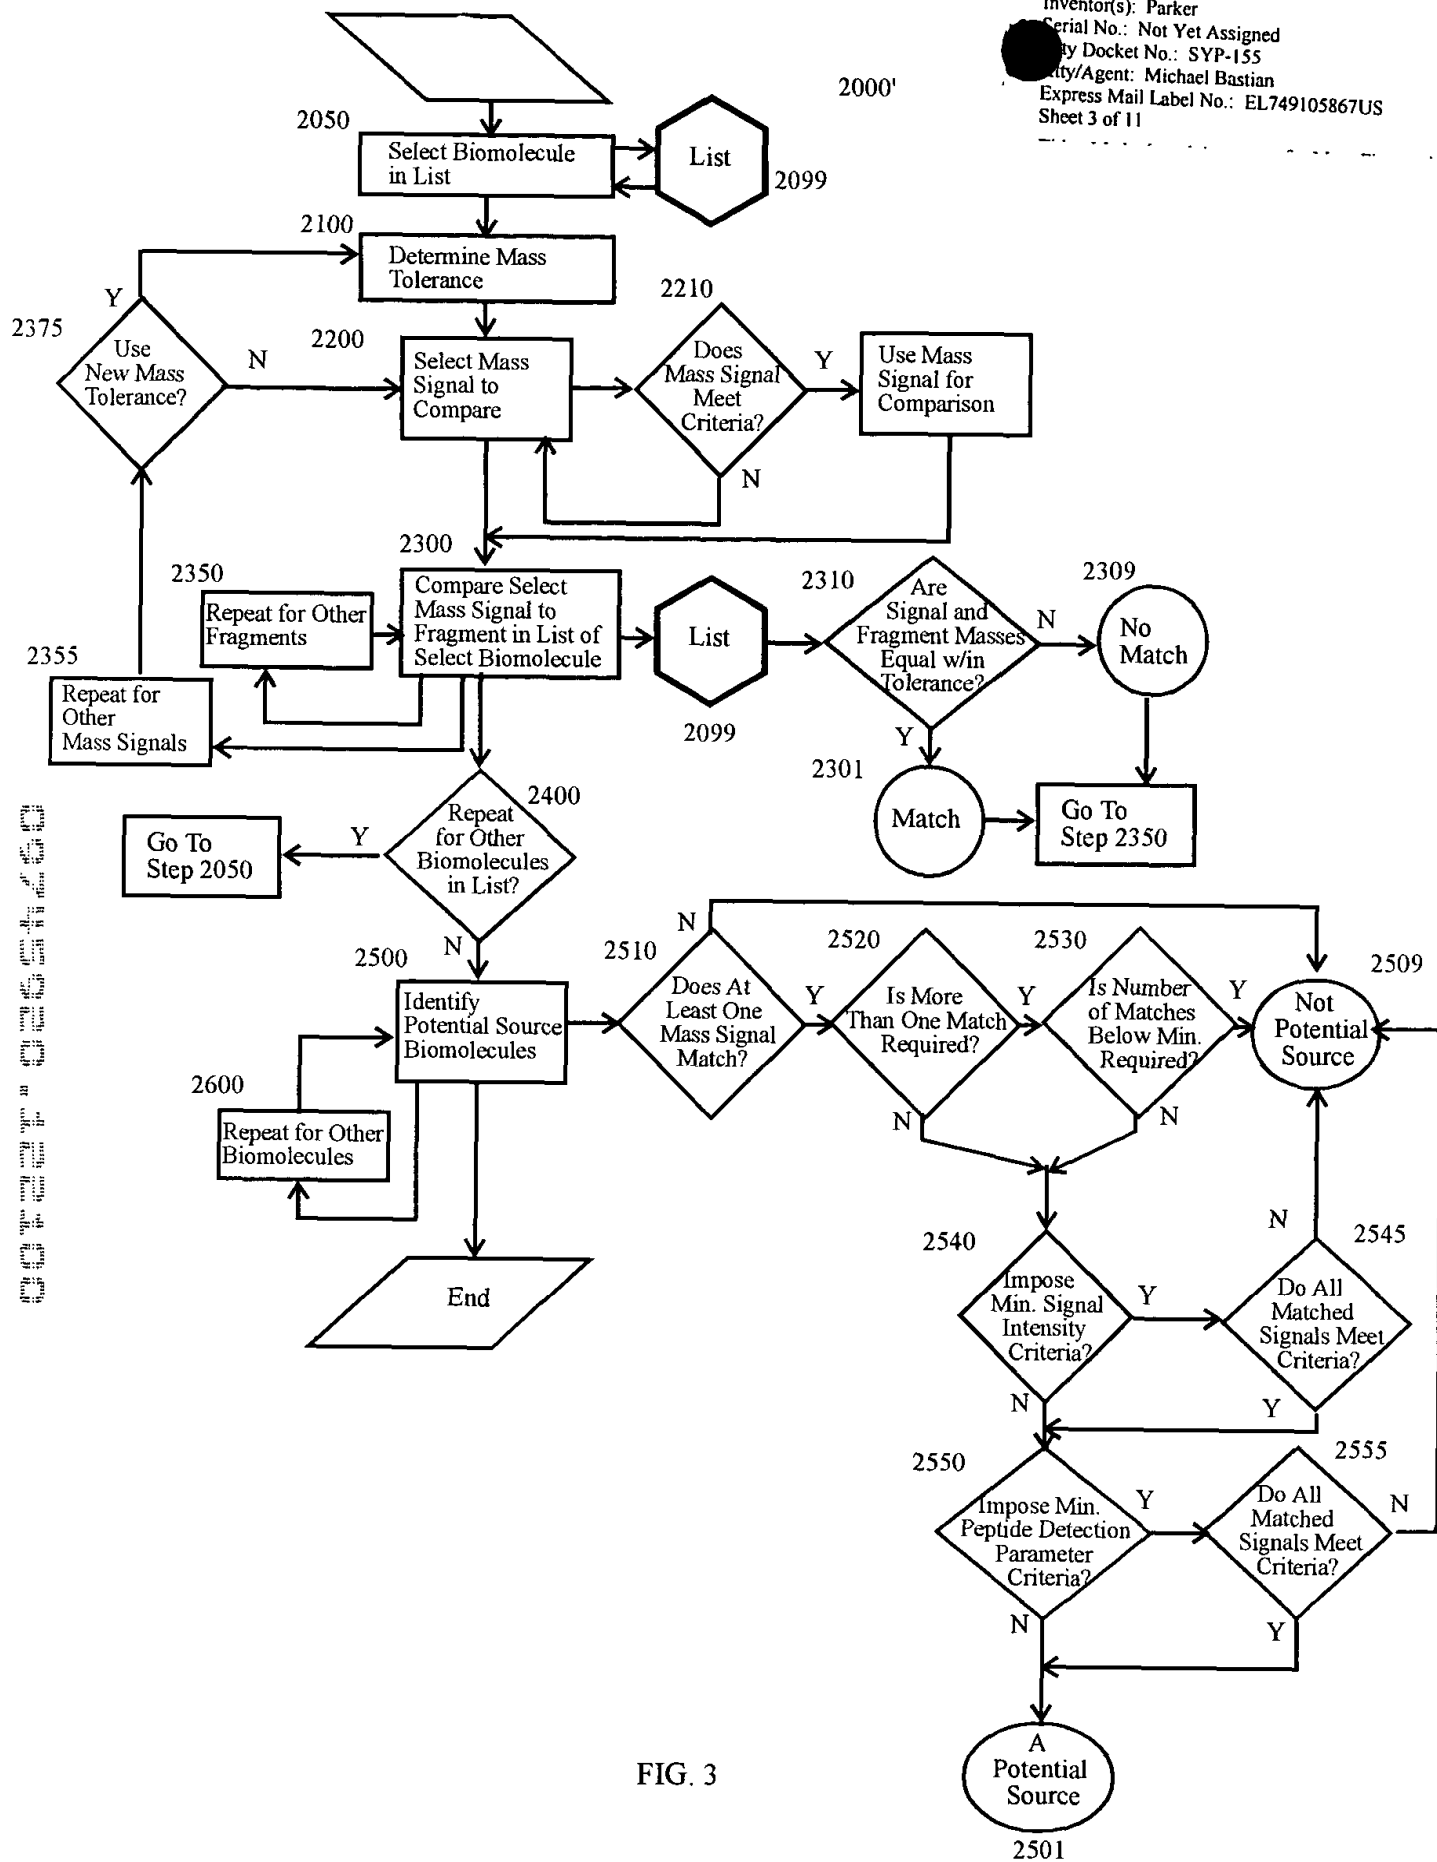 Inventor(s): Parker
Serial No.: Not Yet Assigned
Docket No.: SYP-155
Atty/Agent: Michael Bastian
Express Mail Label No.: EL749105867US
Sheet 3 of 11
2000'
2050
Select Biomolecule
in List
List
2099
2100
Determine Mass
Tolerance
2375
Y
Use
New Mass
Tolerance?
N
2200
Select Mass
Signal to
Compare
2210
Does
Mass Signal
Meet
Criteria?
Y
N
Use Mass
Signal for
Comparison
2300
Compare Select
Mass Signal to
Fragment in List of
Select Biomolecule
2350
Repeat for Other
Fragments
2355
Repeat for
Other
Mass Signals
List
2099
2310
Are
Signal and
Fragment Masses
Equal w/in
Tolerance?
N
Y
2309
No
Match
2301
Match
Go To
Step 2350
2400
Repeat
for Other
Biomolecules
in List?
Y
N
Go To
Step 2050
2500
Identify
Potential Source
Biomolecules
2600
Repeat for Other
Biomolecules
End
2510
N
Does At
Least One
Mass Signal
Match?
Y
2520
Is More
Than One Match
Required?
Y
N
2530
Is Number
of Matches
Below Min.
Required?
Y
N
2509
Not
Potential
Source
2540
Impose
Min. Signal
Intensity
Criteria?
Y
N
2545
N
Do All
Matched
Signals Meet
Criteria?
Y
2550
Impose Min.
Peptide Detection
Parameter
Criteria?
Y
N
2555
Do All
Matched
Signals Meet
Criteria?
N
Y
A
Potential
Source
2501
FIG. 3